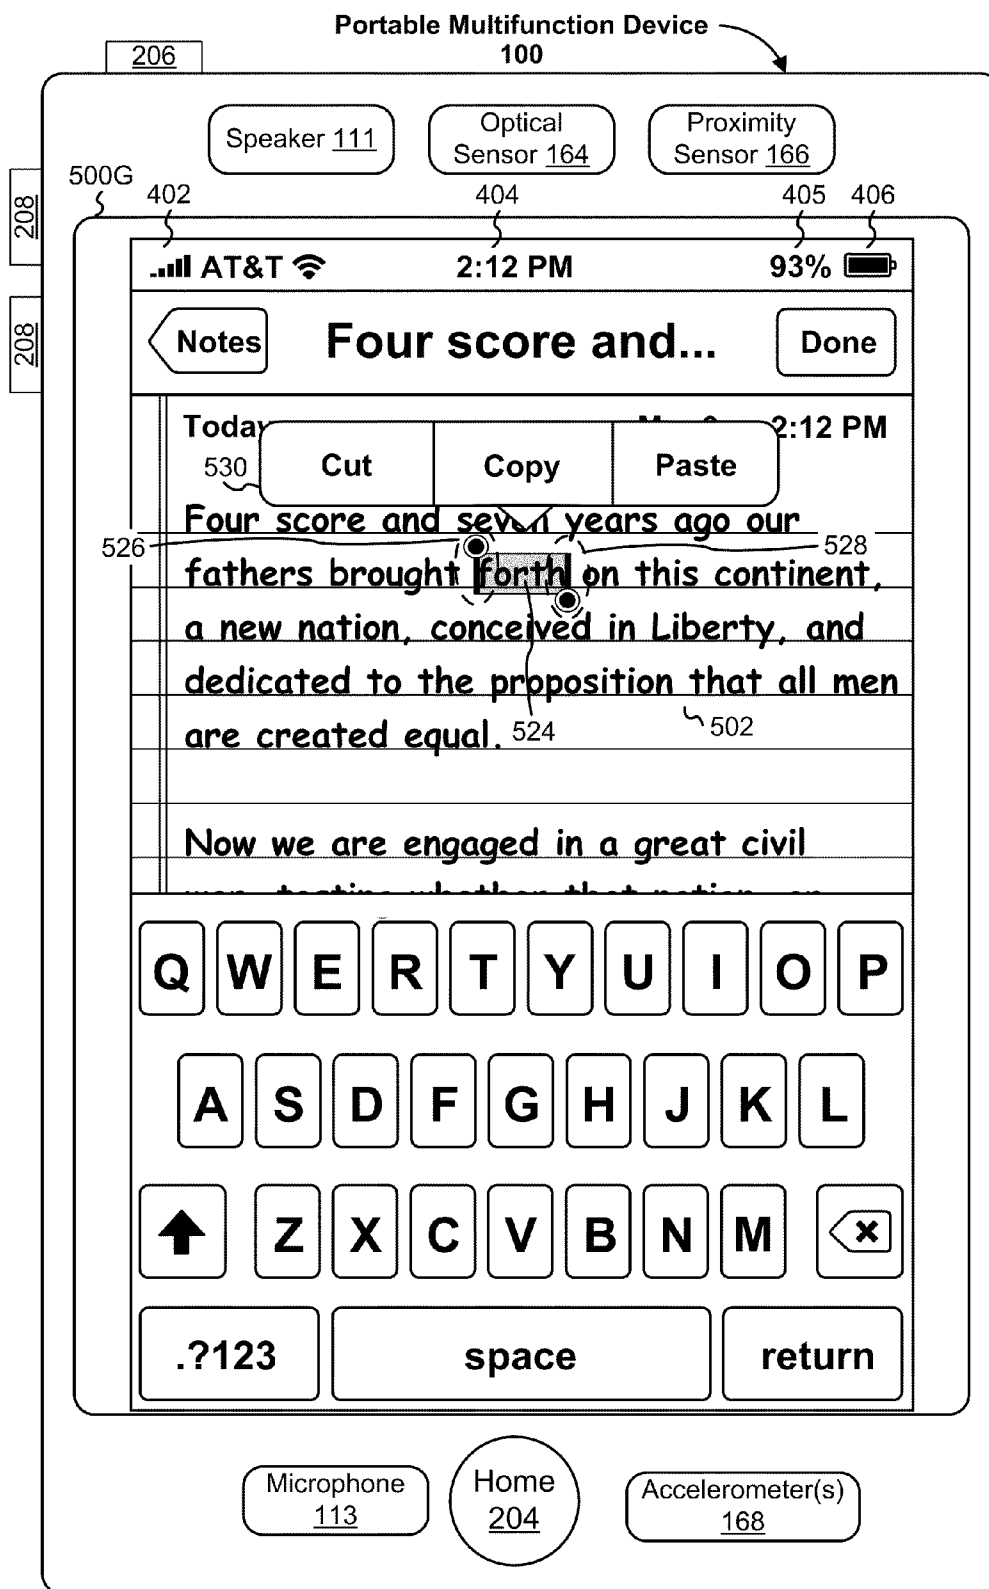 Portable Multifunction Device
100
206
Speaker 111
Optical
Sensor 164
Proximity
Sensor 166
208
208
500G
402
404
405
406
AT&T
2:12 PM
93%
Notes
Four score and...
Done
Today
2:12 PM
530
Cut
Copy
Paste
Four score and seven years ago our
526
528
fathers brought forth on this continent,
a new nation, conceived in Liberty, and
dedicated to the proposition that all men
are created equal.
524
502
Now we are engaged in a great civil
Q W E R T Y U I O P
A S D F G H J K L
Z X C V B N M
.?123
space
return
Microphone
113
Home
204
Accelerometer(s)
168